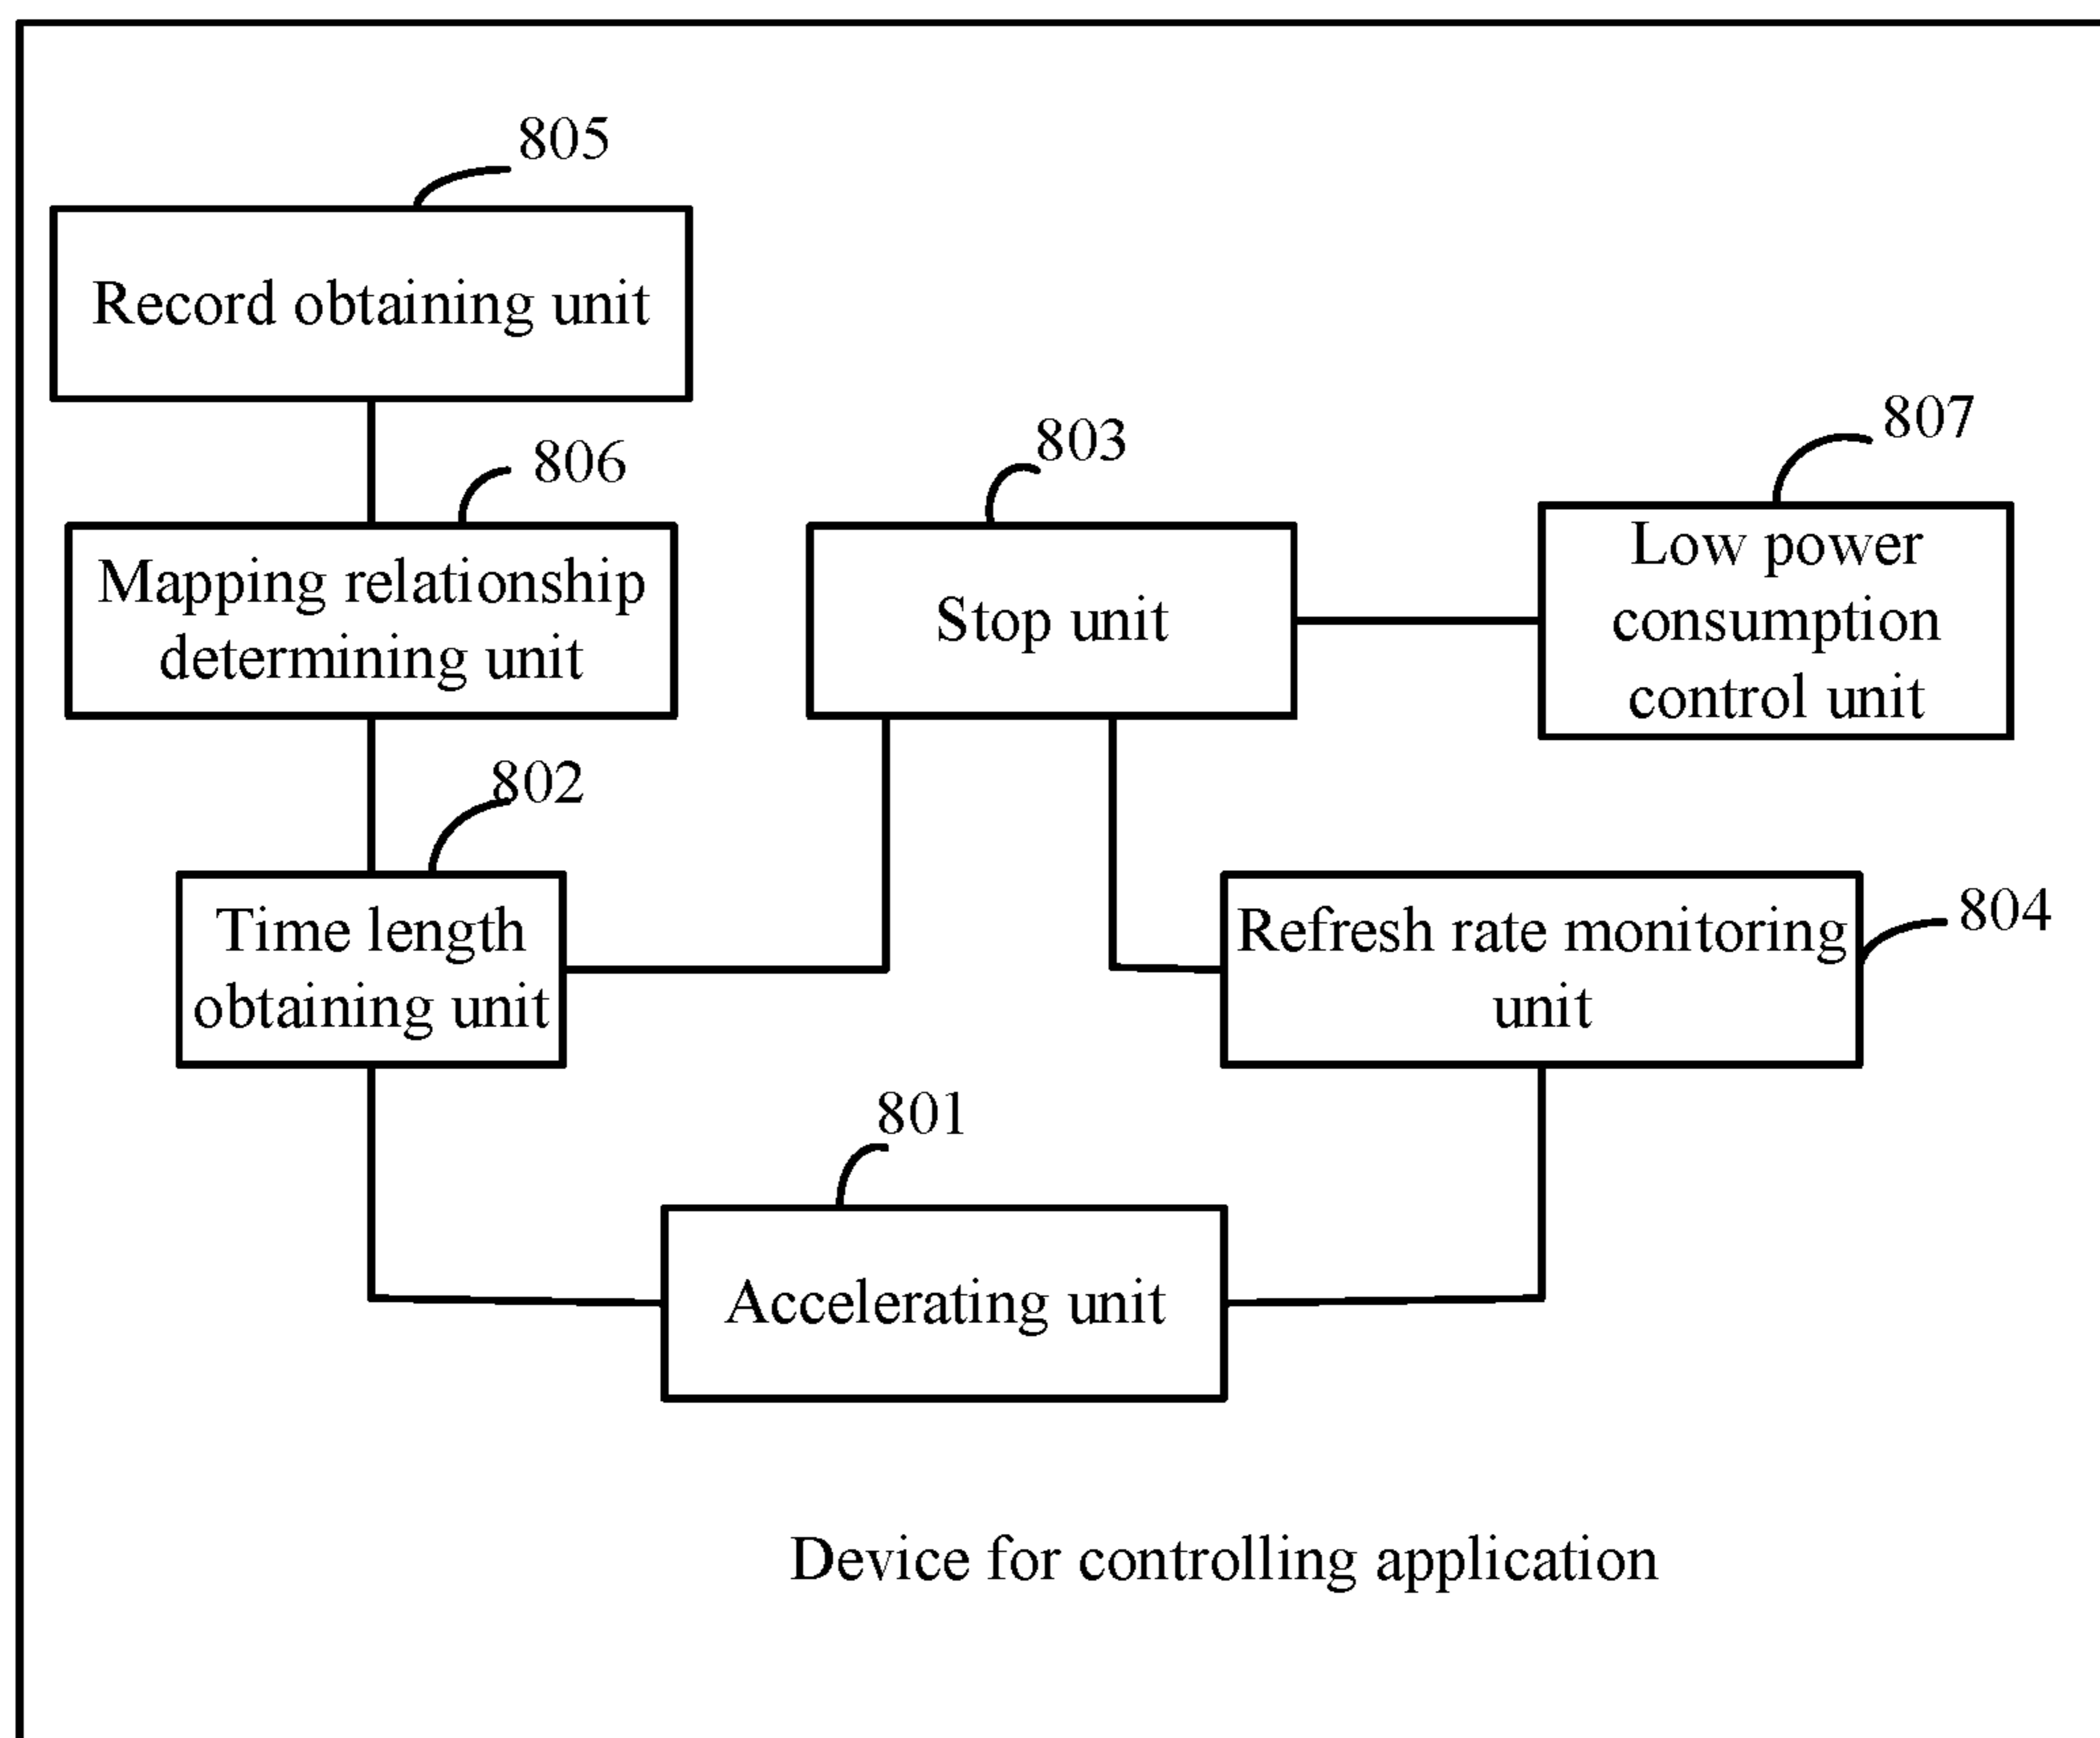 805
Record obtaining unit
806
Mapping relationship
determining unit
803
Stop unit
807
Low power
consumption
control unit
802
Time length
obtaining unit
Refresh rate monitoring
unit
804
801
Accelerating unit
Device for controlling application